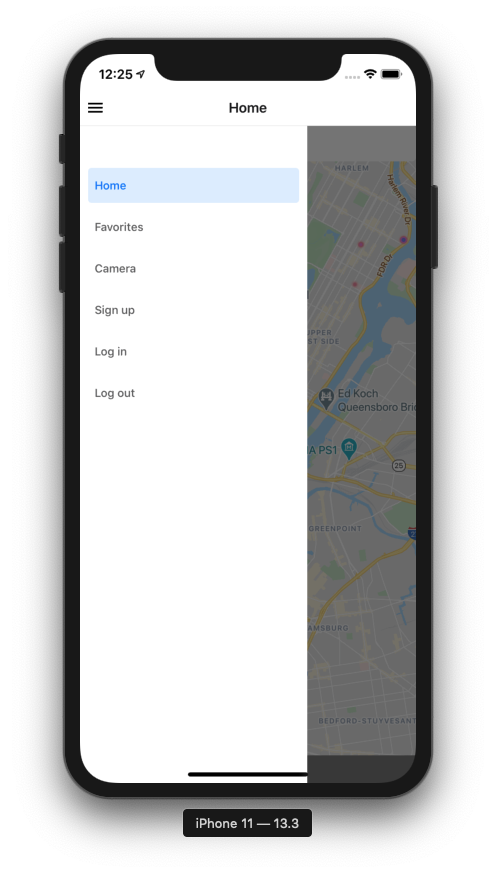 12:25
Home
Home
Favorites
Camera
Sign up
Log in
Log out
HARLEM
Harlem River Dr
FDR Dr
UPPER
ST SIDE
Ed Koch
Queensboro Brid
A PS1
25
GREENPOINT
AMSBURG
BEDFORD-STUYVESANT
iPhone 11 — 13.3